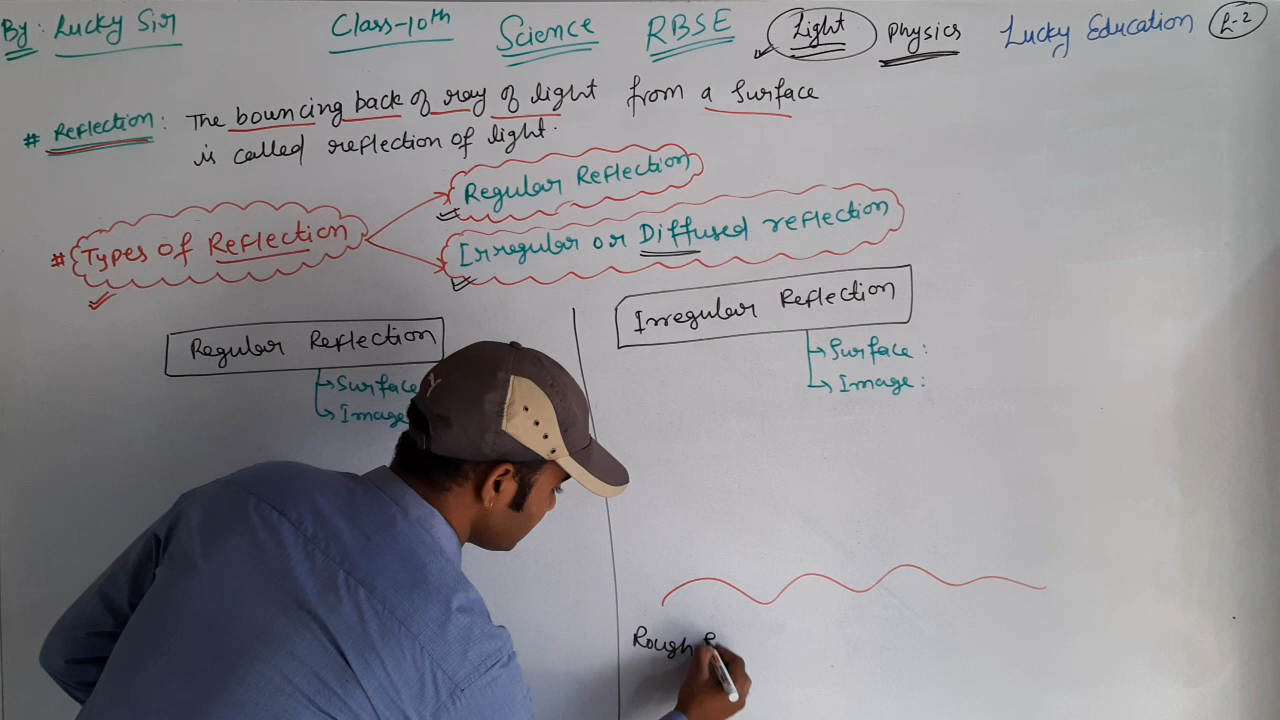 By: Lucky Sir Class-10th Science RBSE Light Physics Lucky Education L-2
# Reflection: The bouncing back of ray of light from a surface
is called reflection of light.
Regular Reflection
# Types of Reflection
Irregular or Diffused reflection
Regular Reflection
Surface
Image
Irregular Reflection
Surface:
Image:
Rough